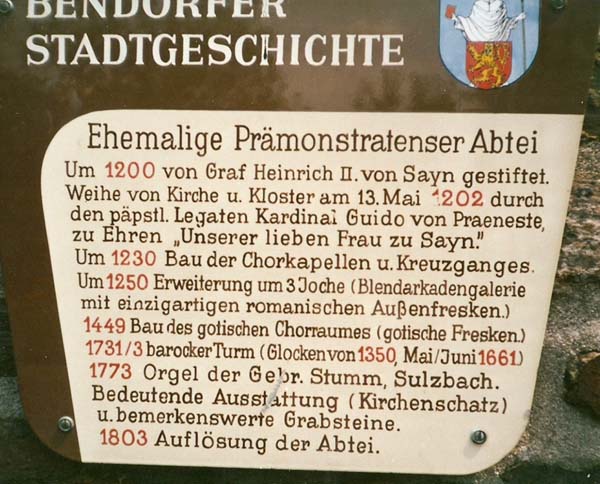 BENDORFER
STADTGESCHICHTE
Ehemalige Prämonstratenser Abtei
Um 1200 von Graf Heinrich II. von Sayn gestiftet.
Weihe von Kirche u. Kloster am 13. Mai 1202 durch
den päpstl. Legaten Kardinal Guido von Praeneste,
zu Ehren „Unserer lieben Frau zu Sayn."
Um 1230 Bau der Chorkapellen u. Kreuzganges.
Um 1250 Erweiterung um 3 Joche (Blendarkadengalerie
mit einzigartigen romanischen Außenfresken.)
1449 Bau des gotischen Chorraumes (gotische Fresken.)
1731/3 barocker Turm (Glocken von 1350, Mai/Juni 1661)
1773 Orgel der Gebr. Stumm, Sulzbach.
Bedeutende Ausstattung (Kirchenschatz)
u. bemerkenswerte Grabsteine.
1803 Auflösung der Abtei.